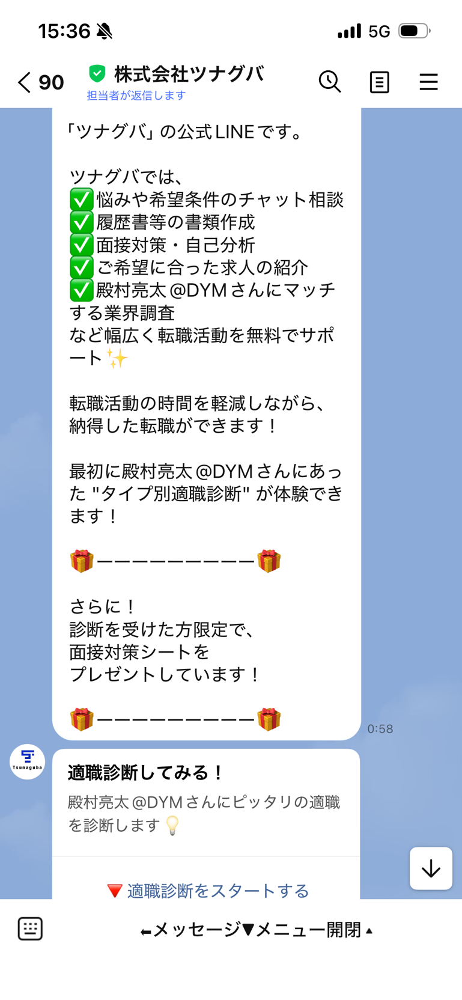 15:36
5G
90
株式会社ツナグバ
担当者が返信します
「ツナグバ」の公式LINEです。
ツナグバでは、
✅悩みや希望条件のチャット相談
✅履歴書等の書類作成
✅面接対策・自己分析
✅ご希望に合った求人の紹介
✅殿村亮太@DYMさんにマッチ
する業界調査
など幅広く転職活動を無料でサポ
ート✨
転職活動の時間を軽減しながら、
納得した転職ができます！
最初に殿村亮太@DYMさんにあっ
た "タイプ別適職診断" が体験でき
ます！
🎁ーーーーーーーーー🎁
さらに！
診断を受けた方限定で、
面接対策シートを
プレゼントしています！
🎁ーーーーーーーーー🎁
0:58
Tsunaguba
適職診断してみる！
殿村亮太@DYMさんにピッタリの適職
を診断します💡
🔻適職診断をスタートする
⬅メッセージ▼メニュー開閉▲